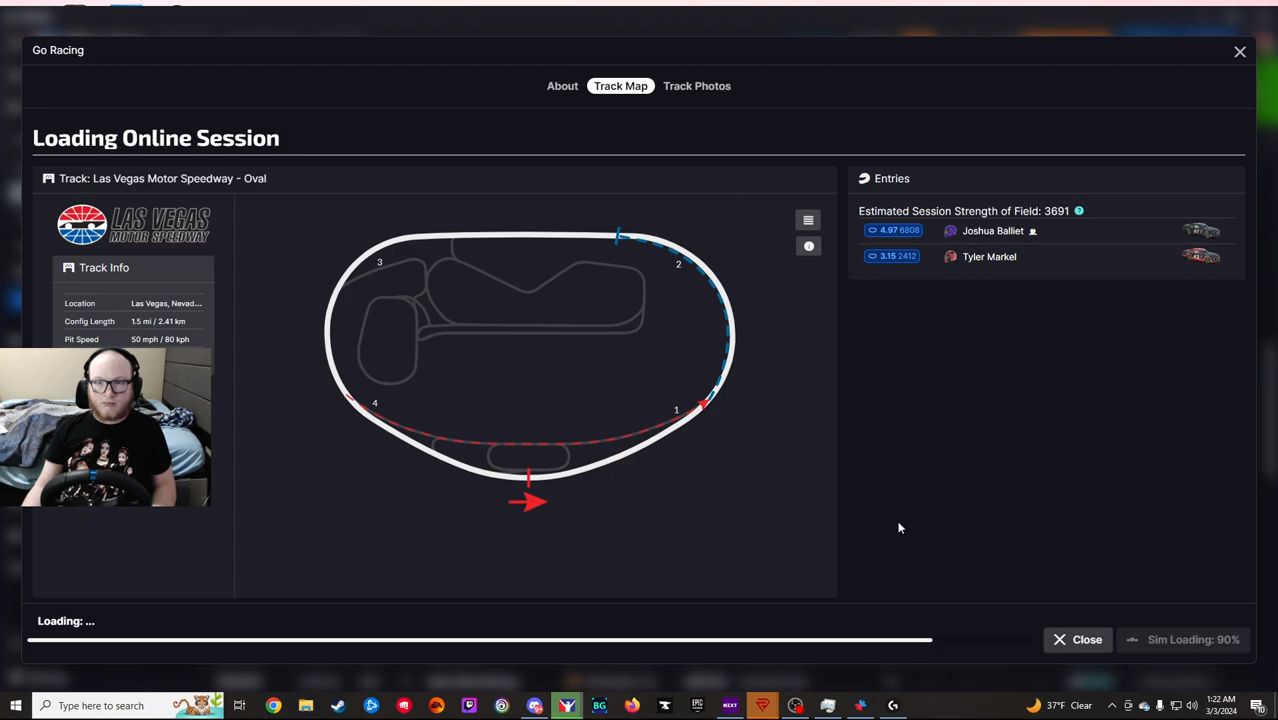 Go Racing
About
Track Map
Track Photos
Loading Online Session
Track: Las Vegas Motor Speedway - Oval
LAS VEGAS
MOTOR SPEEDWAY
Track Info
Location Las Vegas, Nevad...
Config Length 1.5 mi / 2.41 km
Pit Speed 50 mph / 80 kph
3
2
4
1
Entries
Estimated Session Strength of Field: 3691 ?
4.97 6808 Joshua Balliet
3.15 2412 Tyler Markel
Loading: ...
Close
Sim Loading: 90%
Type here to search
BG
EPIC GAMES
NEXT
37°F Clear
1:22 AM
3/3/2024